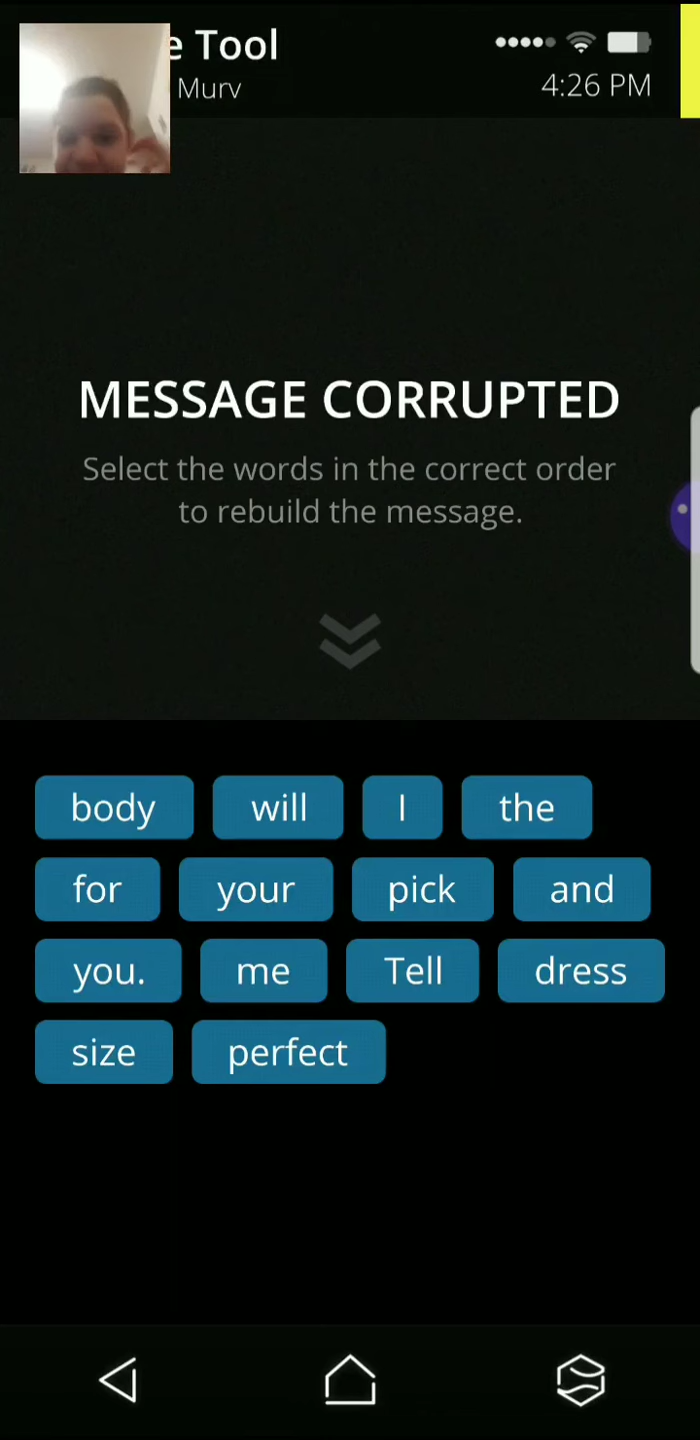 e Tool
Murv
4:26 PM
MESSAGE CORRUPTED
Select the words in the correct order
to rebuild the message.
body will I the
for your pick and
you. me Tell dress
size perfect